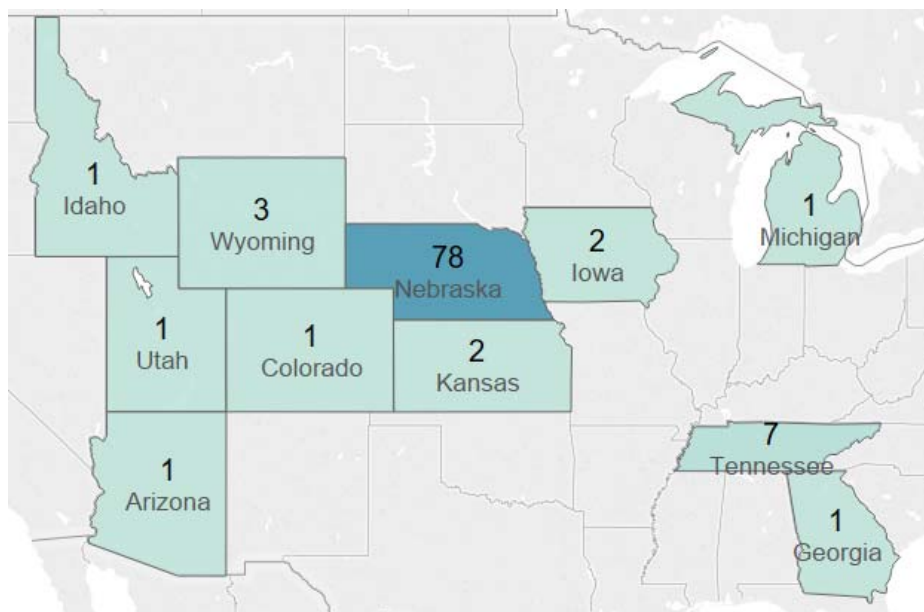 1
Idaho
3
Wyoming
78
Nebraska
2
Iowa
1
Michigan
1
Utah
1
Colorado
2
Kansas
1
Arizona
7
Tennessee
1
Georgia